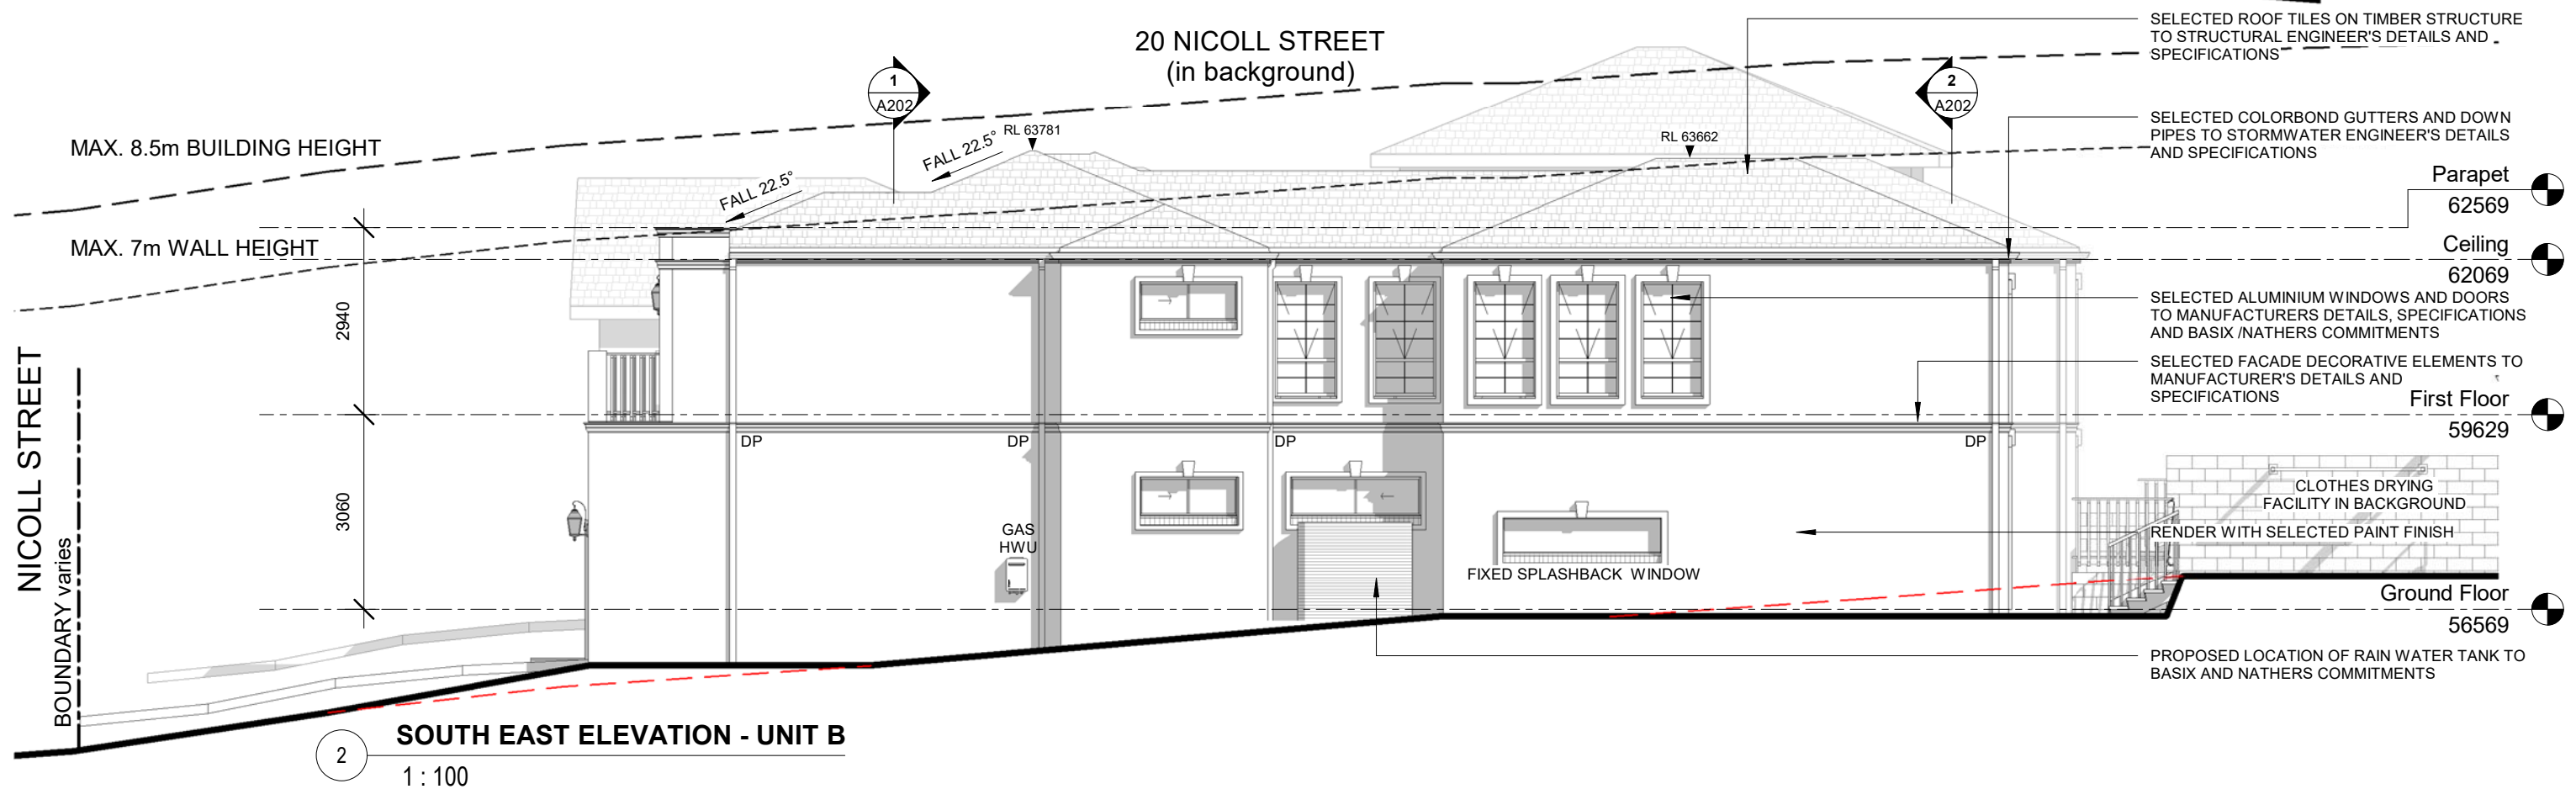 20 NICOLL STREET
(in background)
SELECTED ROOF TILES ON TIMBER STRUCTURE
TO STRUCTURAL ENGINEER'S DETAILS AND
SPECIFICATIONS
1
A202
2
A202
RL 63781
RL 63662
FALL 22.5°
FALL 22.5°
MAX. 8.5m BUILDING HEIGHT
SELECTED COLORBOND GUTTERS AND DOWN
PIPES TO STORMWATER ENGINEER'S DETAILS
AND SPECIFICATIONS
Parapet
62569
MAX. 7m WALL HEIGHT
Ceiling
62069
2940
SELECTED ALUMINIUM WINDOWS AND DOORS
TO MANUFACTURERS DETAILS, SPECIFICATIONS
AND BASIX /NATHERS COMMITMENTS
SELECTED FACADE DECORATIVE ELEMENTS TO
MANUFACTURER'S DETAILS AND
SPECIFICATIONS
First Floor
59629
NICOLL STREET
BOUNDARY varies
DP
DP
DP
DP
3060
GAS
HWU
FIXED SPLASHBACK WINDOW
CLOTHES DRYING
FACILITY IN BACKGROUND
RENDER WITH SELECTED PAINT FINISH
Ground Floor
56569
PROPOSED LOCATION OF RAIN WATER TANK TO
BASIX AND NATHERS COMMITMENTS
2
SOUTH EAST ELEVATION - UNIT B
1 : 100